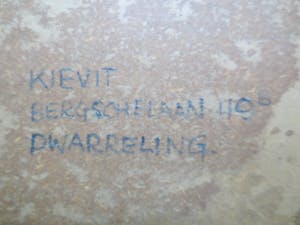 KIEVIT
BERGSCHELAAN 119ᵇ
DWARRELING.